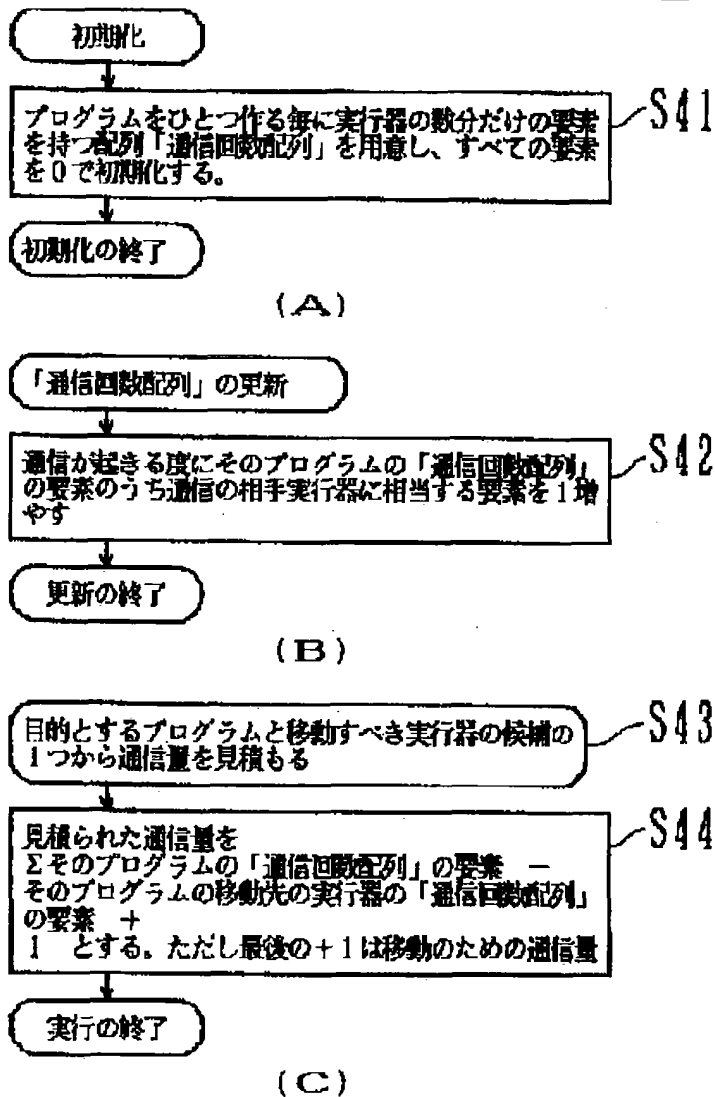 初期化
プログラムをひとつ作る毎に実行器の数分だけの要素
を持つ配列「通信回数配列」を用意し、すべての要素
を0で初期化する。
S41
初期化の終了
(A)
「通信回数配列」の更新
通信が起きる度にそのプログラムの「通信回数配列」
の要素のうち通信の相手実行器に相当する要素を1増
やす
S42
更新の終了
(B)
目的とするプログラムと移動すべき実行器の候補の
1つから通信量を見積もる
S43
見積られた通信量を
Σそのプログラムの「通信回数配列」の要素 −
そのプログラムの移動先の実行器の「通信回数配列」
の要素 +
1 とする。ただし最後の+1は移動のための通信量
S44
実行の終了
(C)